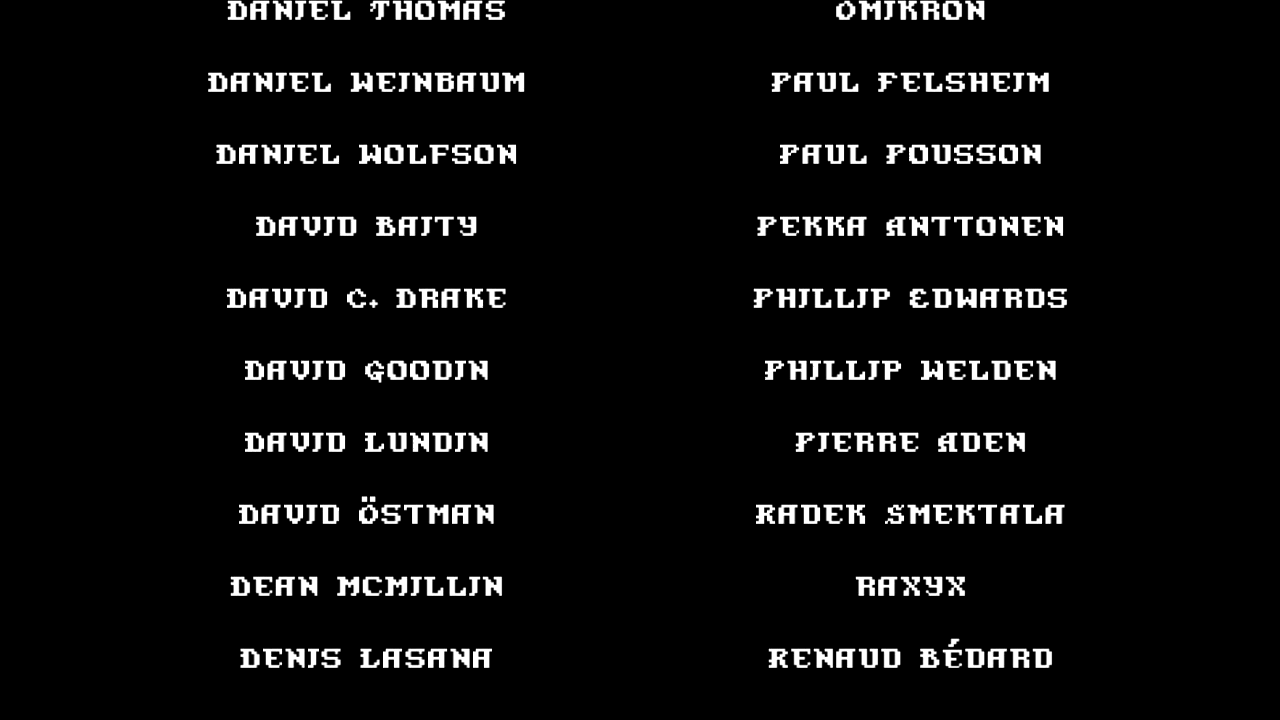 DANIEL THOMAS
DANIEL WEINBAUM
DANIEL WOLFSON
DAVID BAITY
DAVID C. DRAKE
DAVID GOODIN
DAVID LUNDIN
DAVID ÖSTMAN
DEAN MCMILLIN
DENIS LASANA
OMIKRON
PAUL FELSHEIM
PAUL POUSSON
PEKKA ANTTONEN
PHILLIP EDWARDS
PHILLIP WELDEN
PIERRE ADEN
RADEK SMEKTALA
RAXYX
RENAUD BÉDARD